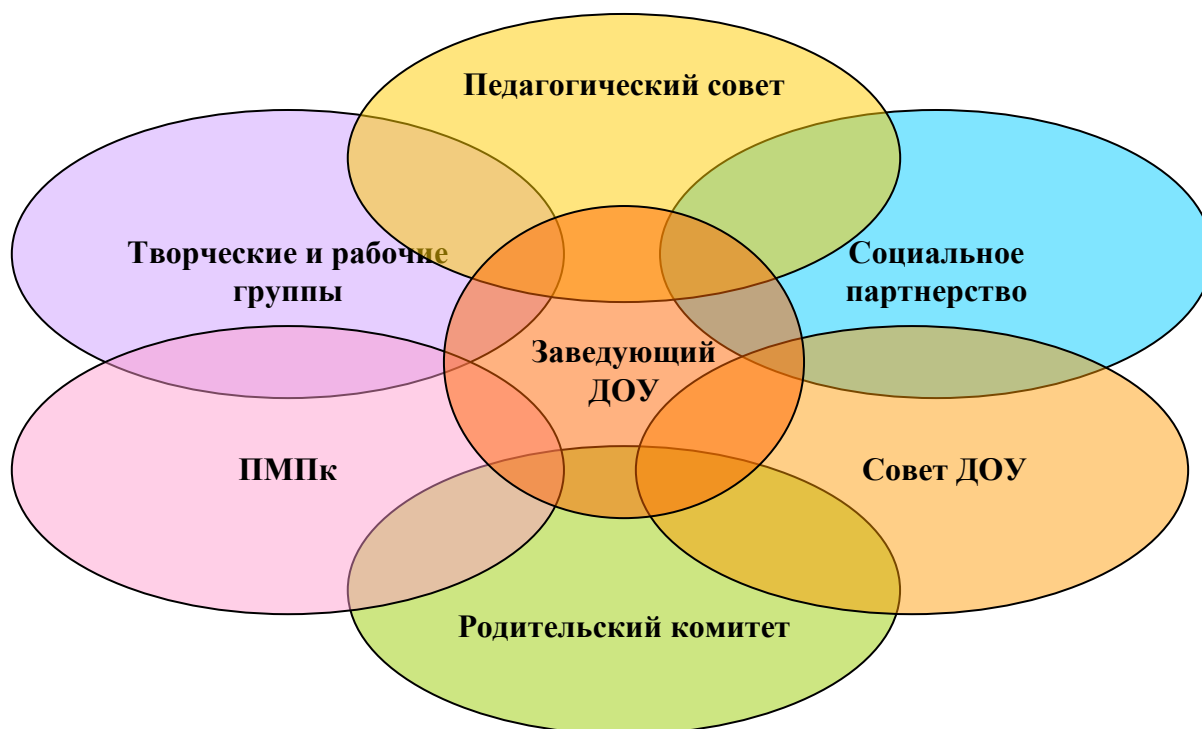 Педагогический совет
Творческие и рабочие
группы
Социальное
партнерство
Заведующий
ДОУ
ПМПк
Совет ДОУ
Родительский комитет